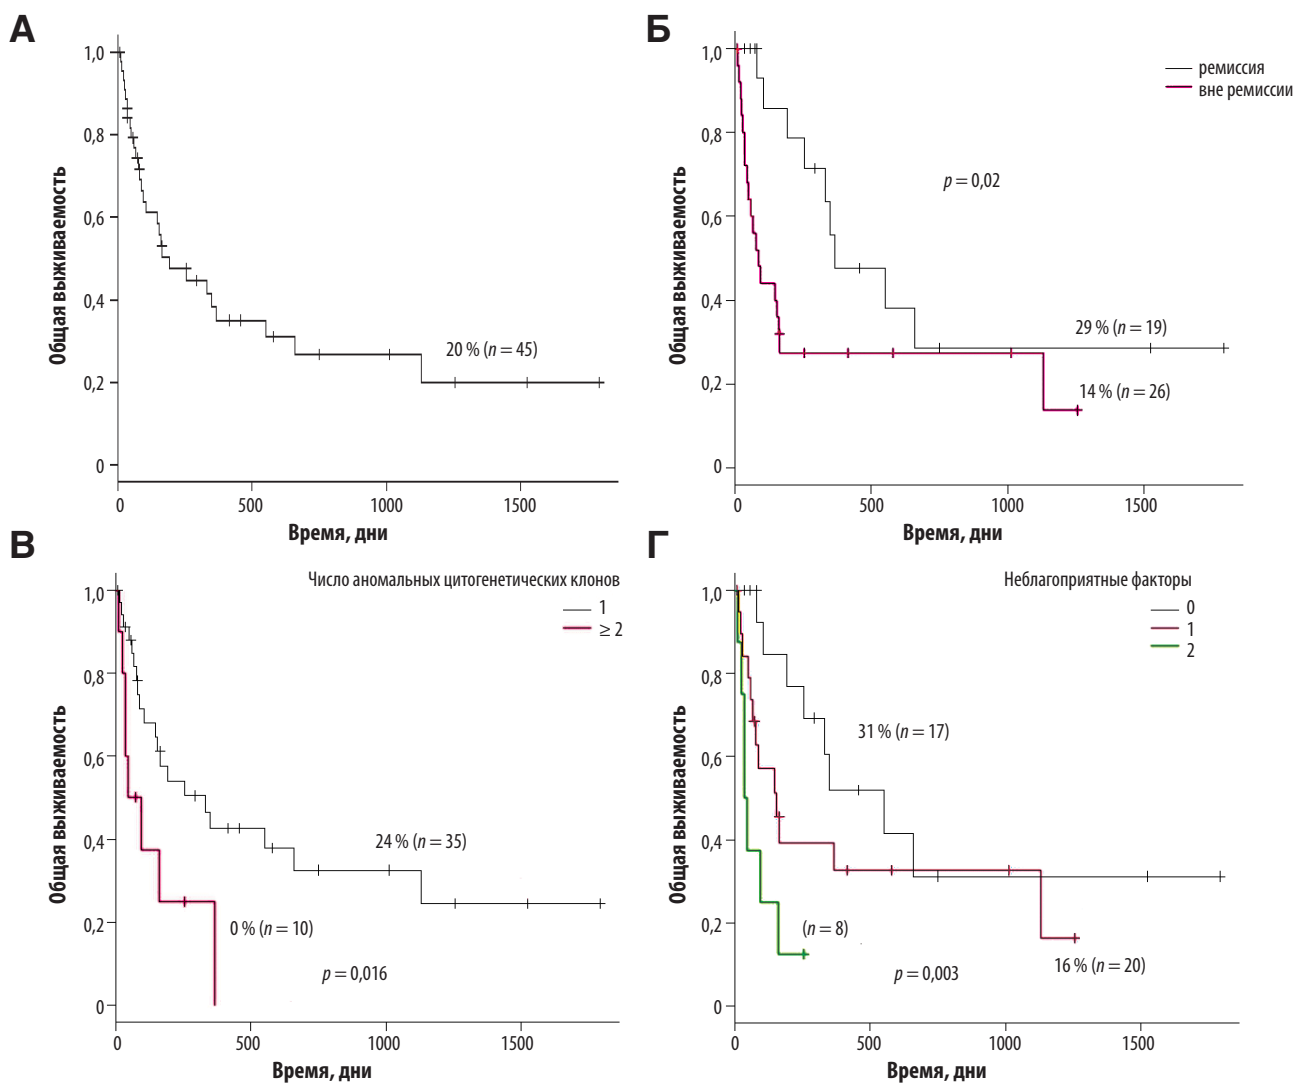 А
1,0
0,8
0,6
0,4
0,2
0
Общая выживаемость
20 % (n = 45)
0 500 1000 1500
Время, дни
Б
1,0
0,8
0,6
0,4
0,2
0
Общая выживаемость
ремиссия
вне ремиссии
p = 0,02
29 % (n = 19)
14 % (n = 26)
0 500 1000 1500
Время, дни
В
Число аномальных цитогенетических клонов
1
≥ 2
1,0
0,8
0,6
0,4
0,2
0
Общая выживаемость
24 % (n = 35)
0 % (n = 10)
p = 0,016
0 500 1000 1500
Время, дни
Г
Неблагоприятные факторы
0
1
2
1,0
0,8
0,6
0,4
0,2
0
Общая выживаемость
31 % (n = 17)
(n = 8)
16 % (n = 20)
p = 0,003
0 500 1000 1500
Время, дни